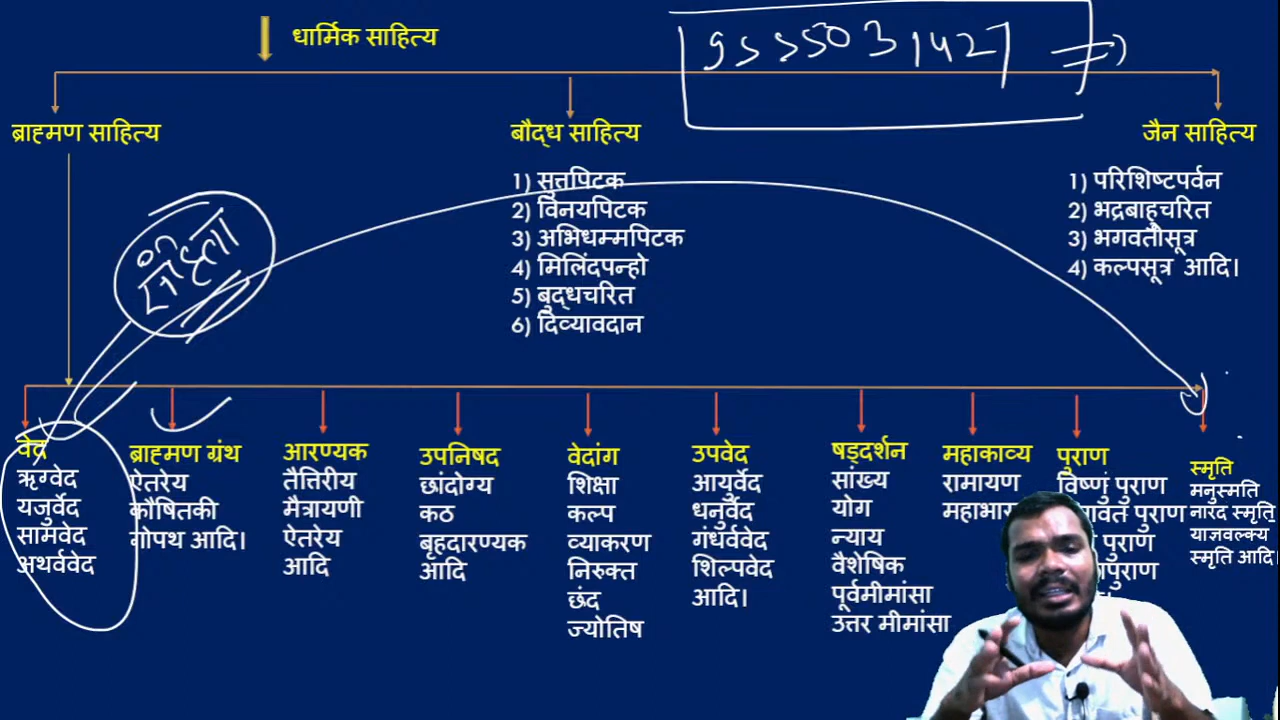 धार्मिक साहित्य
9555031427
ब्राह्मण साहित्य
बौद्ध साहित्य
1) सुत्तपिटक
2) विनयपिटक
3) अभिधम्मपिटक
4) मिलिंदपन्हो
5) बुद्धचरित
6) दिव्यावदान
जैन साहित्य
1) परिशिष्टपर्वन
2) भद्रबाहुचरित
3) भगवतीसूत्र
4) कल्पसूत्र आदि।
संहिता
वेद
ऋग्वेद
यजुर्वेद
सामवेद
अथर्ववेद
ब्राह्मण ग्रंथ
ऐतरेय
कौषितकी
गोपथ आदि।
आरण्यक
तैत्तिरीय
मैत्रायणी
ऐतरेय
आदि
उपनिषद
छांदोग्य
कठ
बृहदारण्यक
आदि
वेदांग
शिक्षा
कल्प
व्याकरण
निरुक्त
छंद
ज्योतिष
उपवेद
आयुर्वेद
धनुर्वेद
गंधर्ववेद
शिल्पवेद
आदि।
षड्दर्शन
सांख्य
योग
न्याय
वैशेषिक
पूर्वमीमांसा
उत्तर मीमांसा
महाकाव्य
रामायण
पुराण
विष्णु पुराण
पुराण
पुराण
स्मृति
मनुस्मति
नारद स्मृति
याज्ञवल्क्य
स्मृति आदि